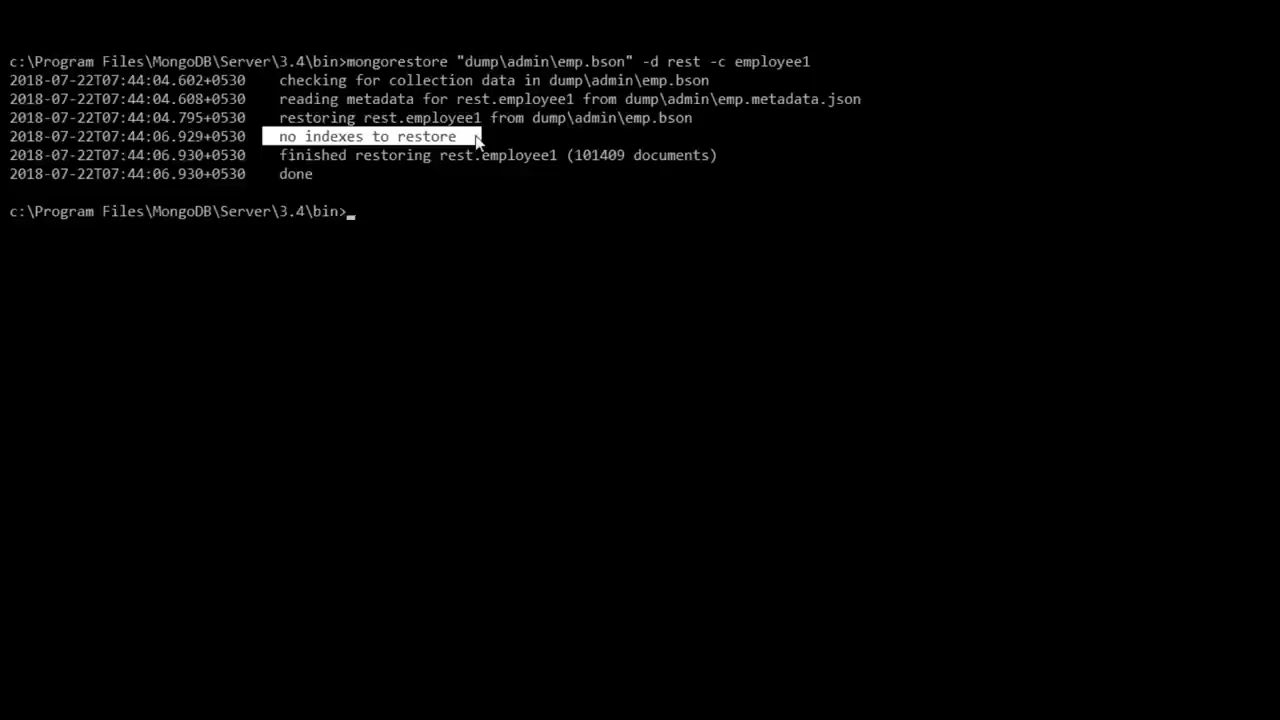 c:\Program Files\MongoDB\Server\3.4\bin>mongorestore "dump\admin\emp.bson" -d rest -c employee1
2018-07-22T07:44:04.602+0530    checking for collection data in dump\admin\emp.bson
2018-07-22T07:44:04.608+0530    reading metadata for rest.employee1 from dump\admin\emp.metadata.json
2018-07-22T07:44:04.795+0530    restoring rest.employee1 from dump\admin\emp.bson
2018-07-22T07:44:06.929+0530    no indexes to restore
2018-07-22T07:44:06.930+0530    finished restoring rest.employee1 (101409 documents)
2018-07-22T07:44:06.930+0530    done
c:\Program Files\MongoDB\Server\3.4\bin>_